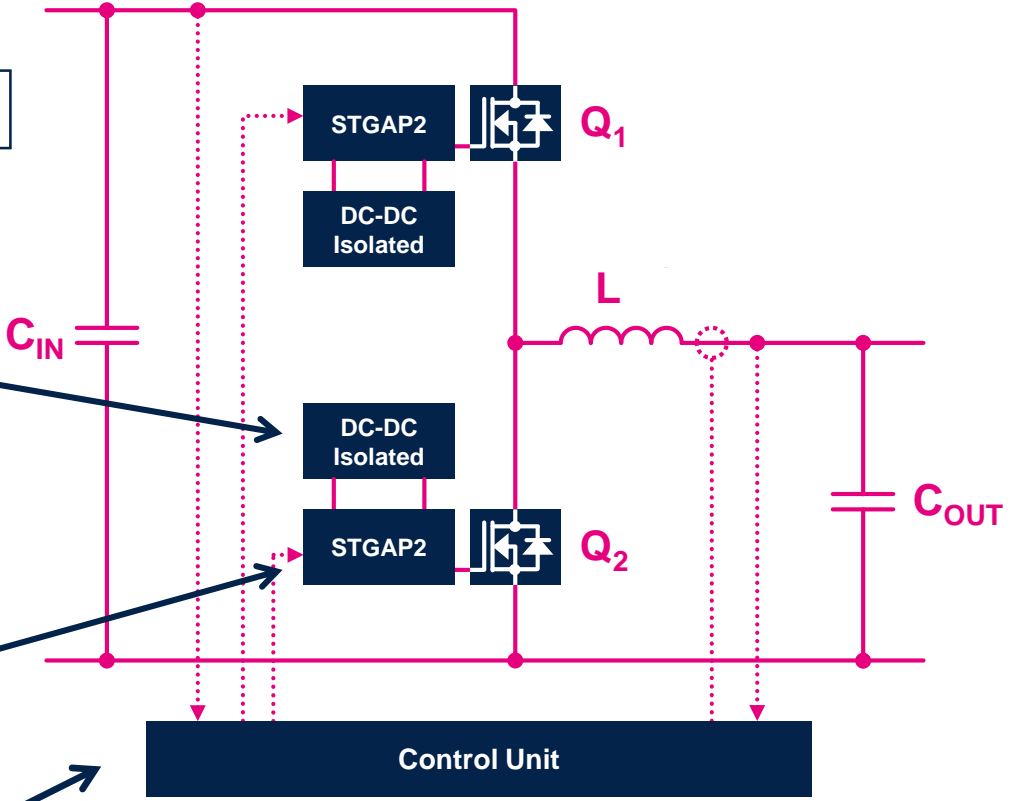 STGAP2
Q1
DC-DC
Isolated
L
CIN
DC-DC
Isolated
COUT
STGAP2
Q2
Control Unit